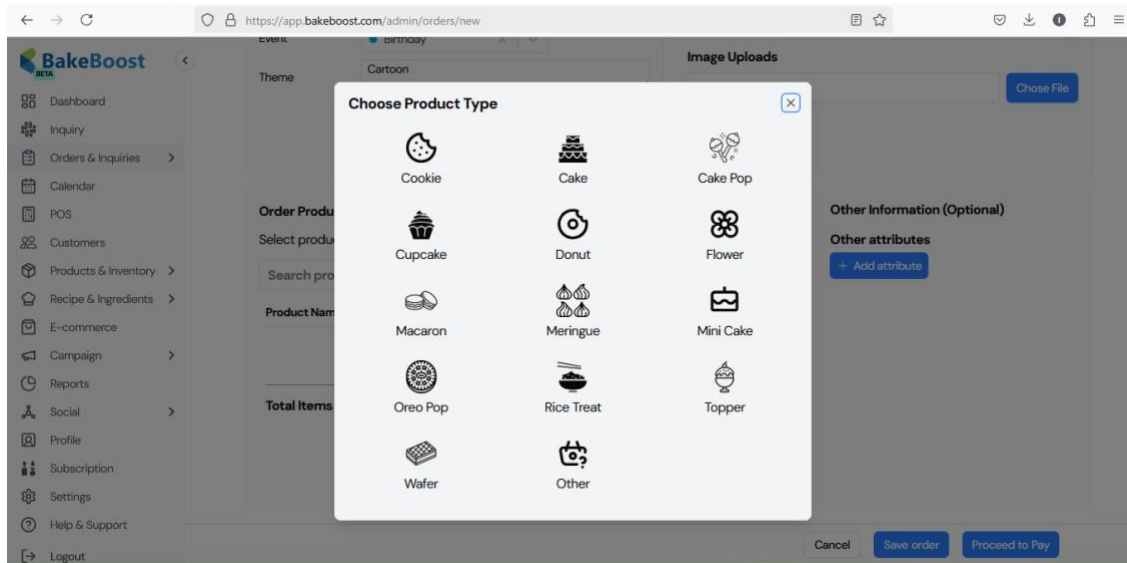 https://app.bakeboost.com/admin/orders/new
BakeBoost
BETA
Dashboard
Inquiry
Orders & Inquiries
Calendar
POS
Customers
Products & Inventory
Recipe & Ingredients
E-commerce
Campaign
Reports
Social
Profile
Subscription
Settings
Help & Support
Logout
Event
Birthday
Theme
Cartoon
Image Uploads
Chose File
Choose Product Type
Cookie
Cake
Cake Pop
Cupcake
Donut
Flower
Macaron
Meringue
Mini Cake
Oreo Pop
Rice Treat
Topper
Wafer
Other
Order Produ
Select produ
Search pro
Product Nam
Total Items
Other Information (Optional)
Other attributes
+ Add attribute
Cancel
Save order
Proceed to Pay